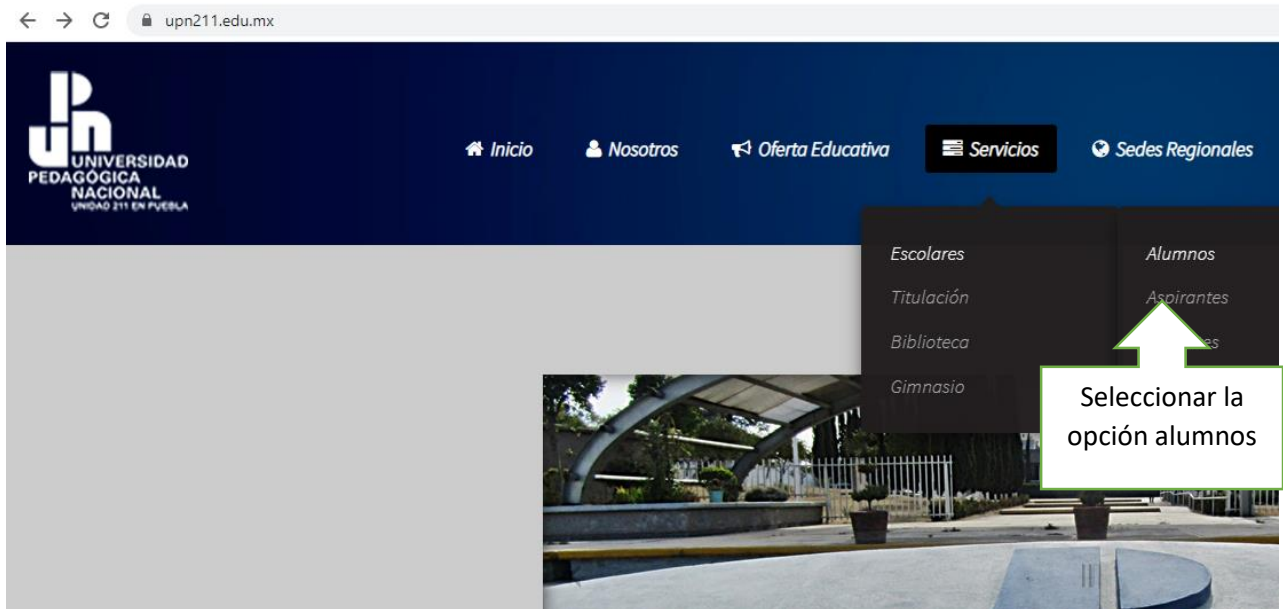 upn211.edu.mx
UNIVERSIDAD
PEDAGÓGICA
NACIONAL
UNIDAD 211 EN PUEBLA
Inicio
Nosotros
Oferta Educativa
Servicios
Sedes Regionales
Escolares
Titulación
Biblioteca
Gimnasio
Alumnos
Aspirantes
Seleccionar la
opción alumnos